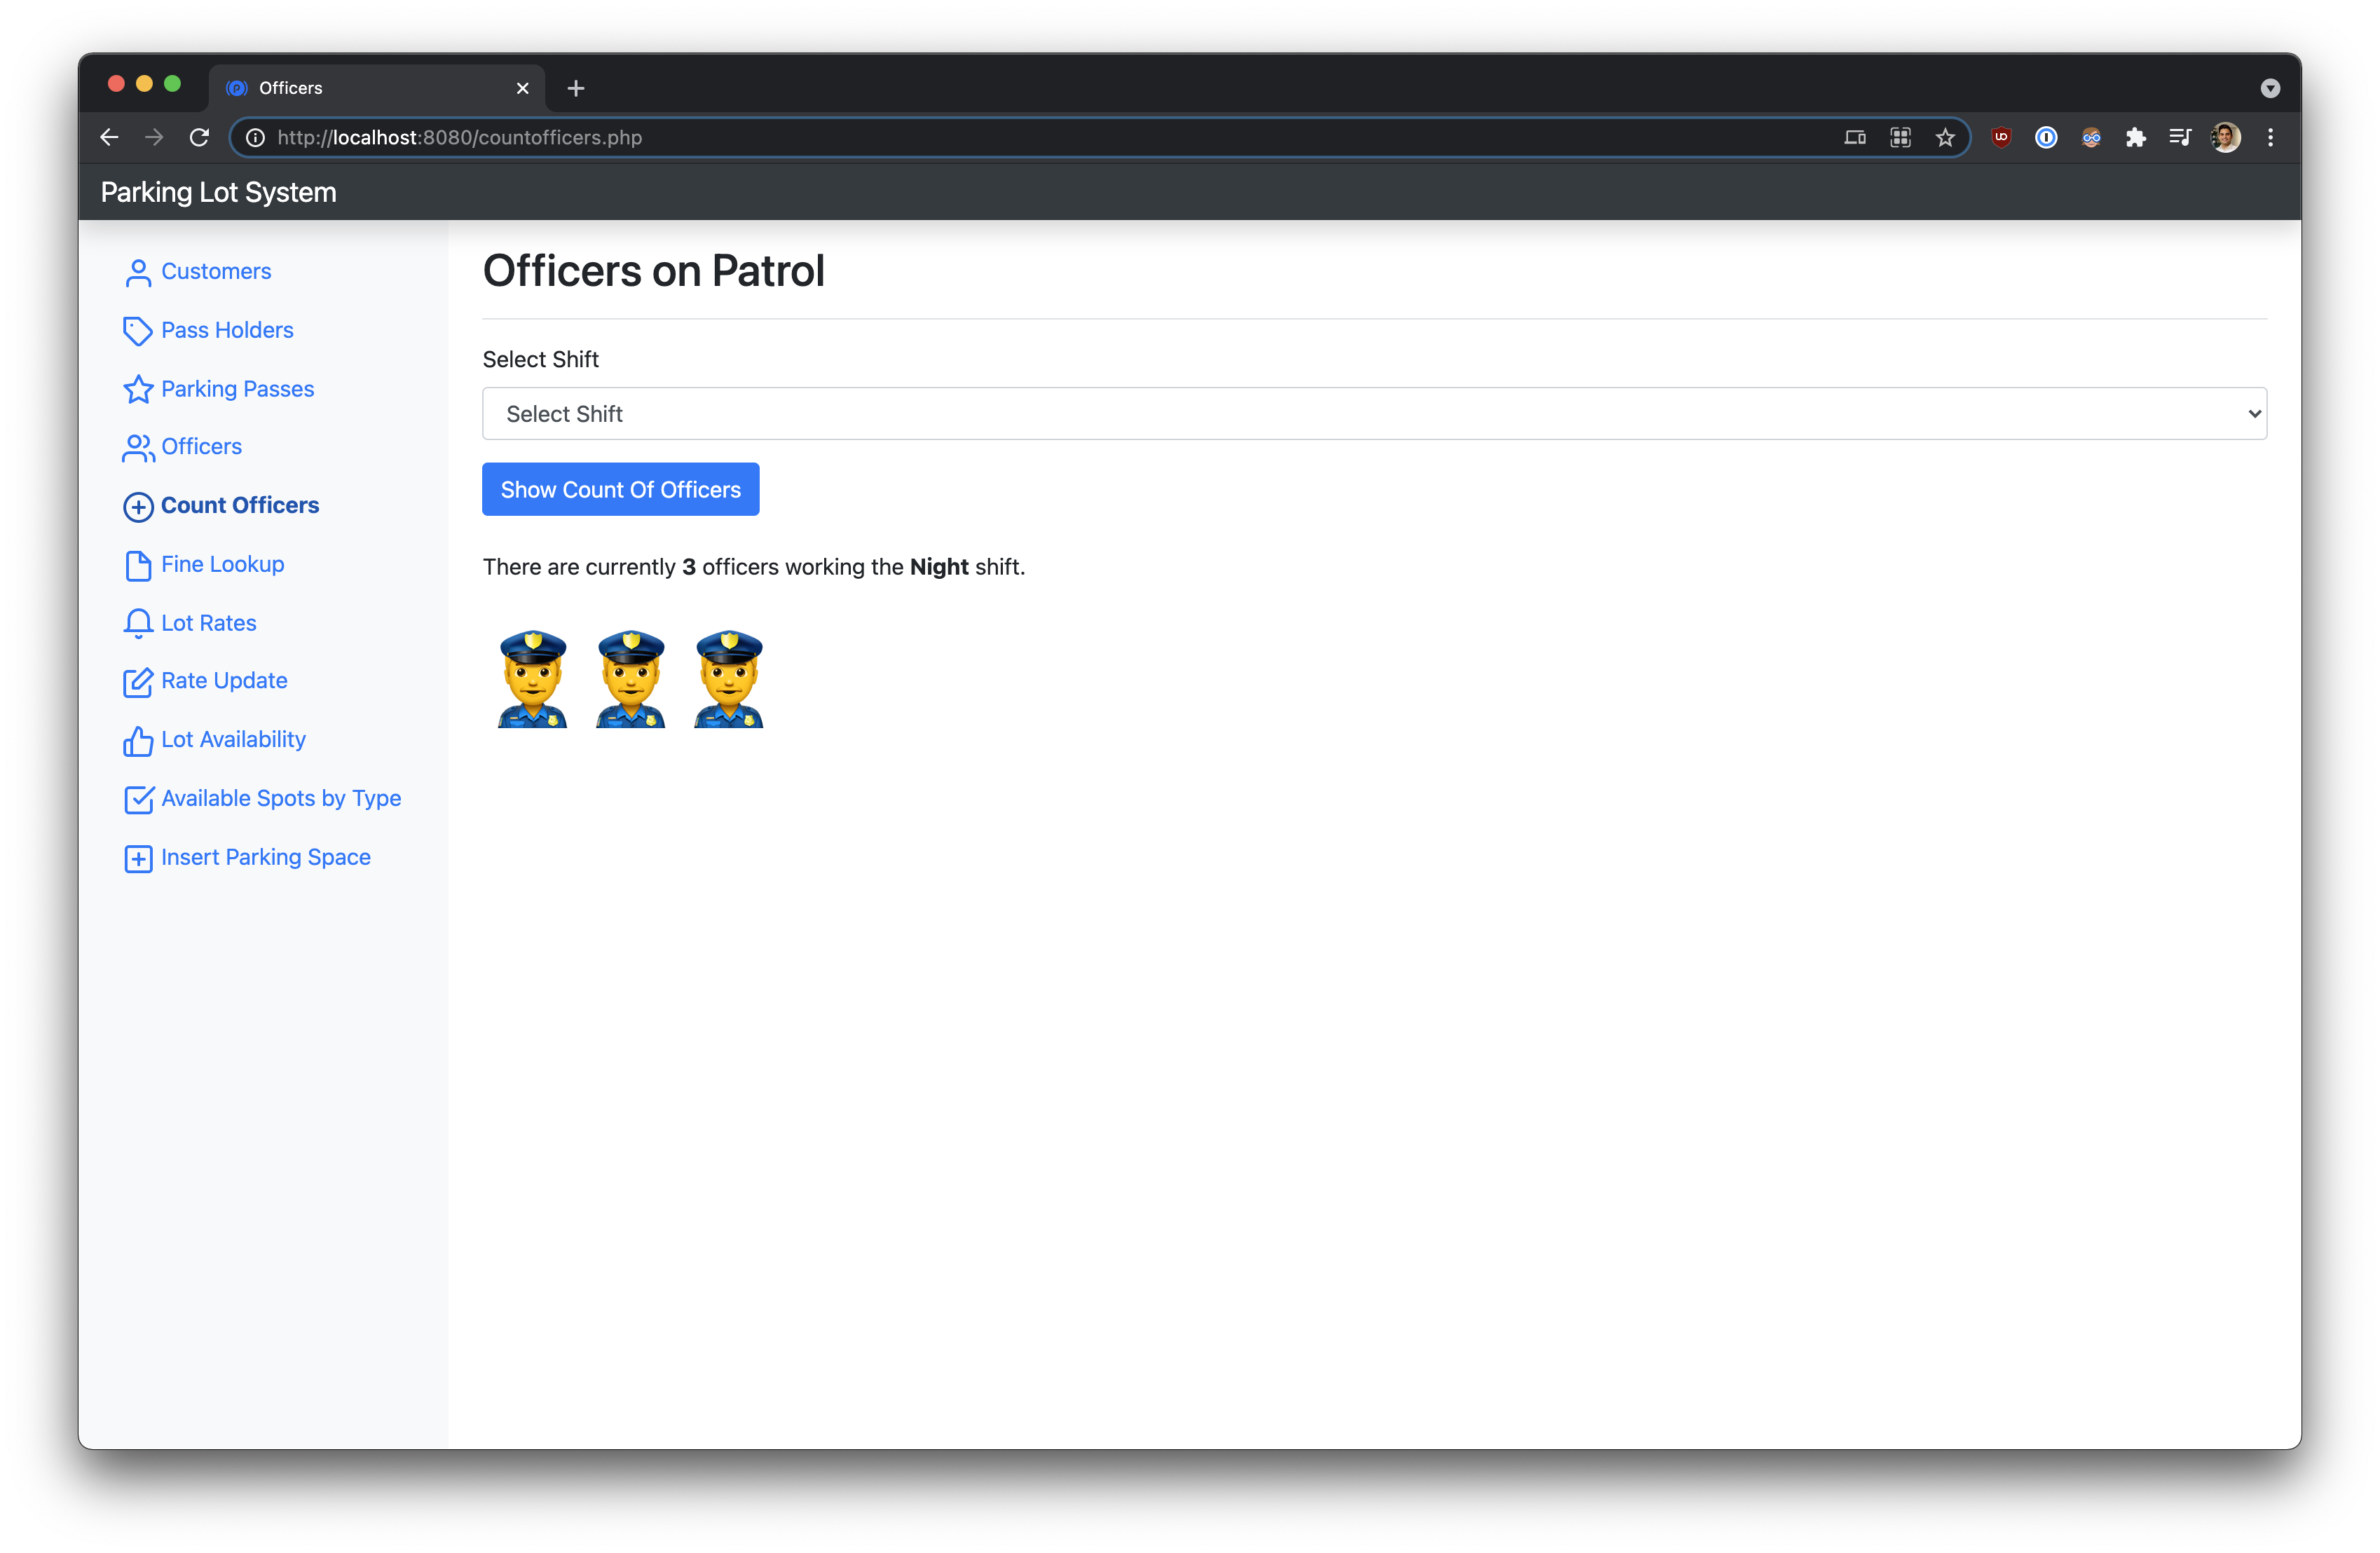 Officers
http://localhost:8080/countofficers.php
Parking Lot System
Customers
Pass Holders
Parking Passes
Officers
Count Officers
Fine Lookup
Lot Rates
Rate Update
Lot Availability
Available Spots by Type
Insert Parking Space
Officers on Patrol
Select Shift
Select Shift
Show Count Of Officers
There are currently 3 officers working the Night shift.